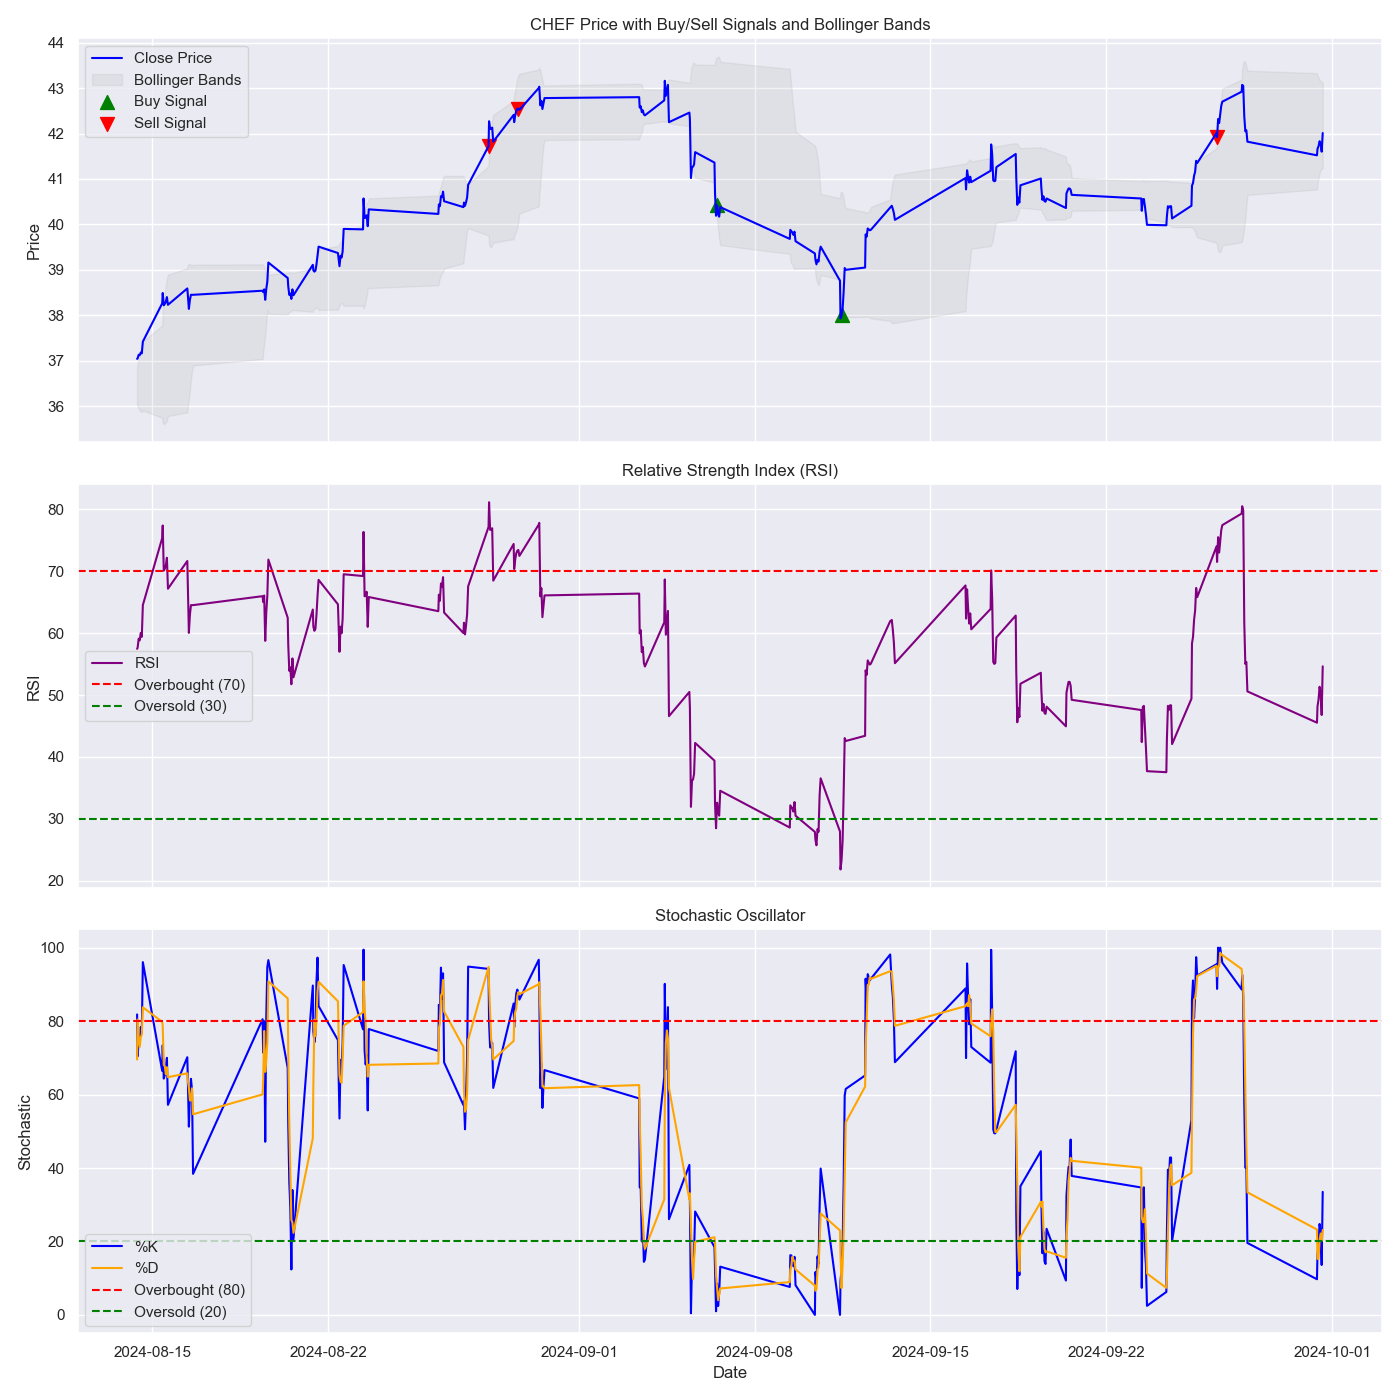 CHEF Price with Buy/Sell Signals and Bollinger Bands
44
43
42
41
40
39
38
37
36
Price
Close Price
Bollinger Bands
Buy Signal
Sell Signal
Relative Strength Index (RSI)
80
70
60
50
40
30
20
RSI
RSI
Overbought (70)
Oversold (30)
Stochastic Oscillator
100
80
60
40
20
0
Stochastic
%K
%D
Overbought (80)
Oversold (20)
2024-08-15
2024-08-22
2024-09-01
2024-09-08
2024-09-15
2024-09-22
2024-10-01
Date